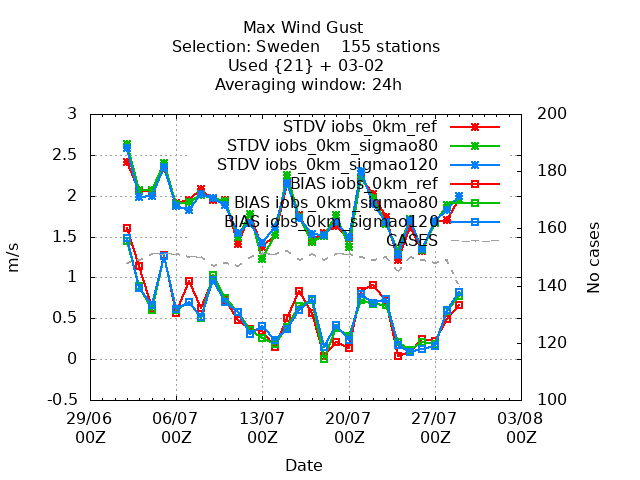 Max Wind Gust
Selection: Sweden 155 stations
Used {21} + 03-02
Averaging window: 24h
3
2.5
2
1.5
1
0.5
0
-0.5
m/s
200
180
160
140
120
100
No cases
STDV iobs_0km_ref
STDV iobs_0km_sigmao80
STDV iobs_0km_sigmao120
BIAS iobs_0km_ref
BIAS iobs_0km_sigmao80
BIAS iobs_0km_sigmao120
CASES
29/06 06/07 13/07 20/07 27/07 03/08
00Z 00Z 00Z 00Z 00Z 00Z
Date